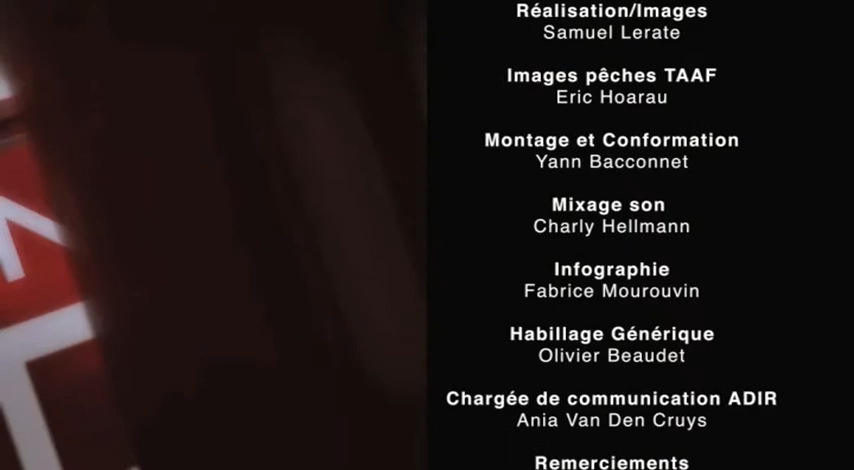 Réalisation/Images
Samuel Lerate
Images pêches TAAF
Eric Hoarau
Montage et Conformation
Yann Bacconnet
Mixage son
Charly Hellmann
Infographie
Fabrice Mourouvin
Habillage Générique
Olivier Beaudet
Chargée de communication ADIR
Ania Van Den Cruys
Remerciements